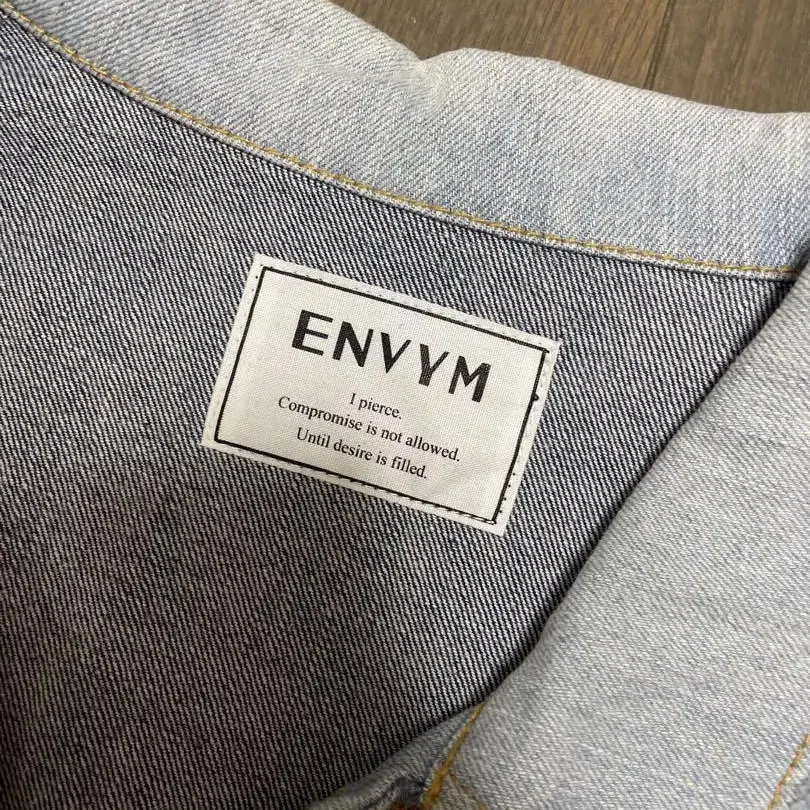 ENVYM
I pierce.
Compromise is not allowed.
Until desire is filled.